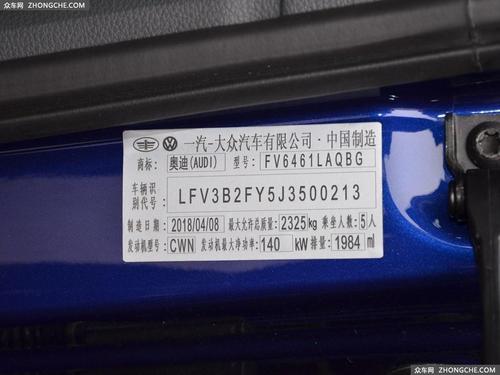 众车网 ZHONGCHE.COM
一汽-大众汽车有限公司·中国制造
商标: 奥迪(AUDI) 型号: FV6461LAQBG
车辆识别代号: LFV3B2FY5J3500213
制造日期: 2018/04/08 最大允许总质量: 2325kg 乘坐人数: 5人
发动机型号: CWN 发动机最大净功率: 140 kW 排量: 1984 ml
众车网 ZHONGCHE.COM